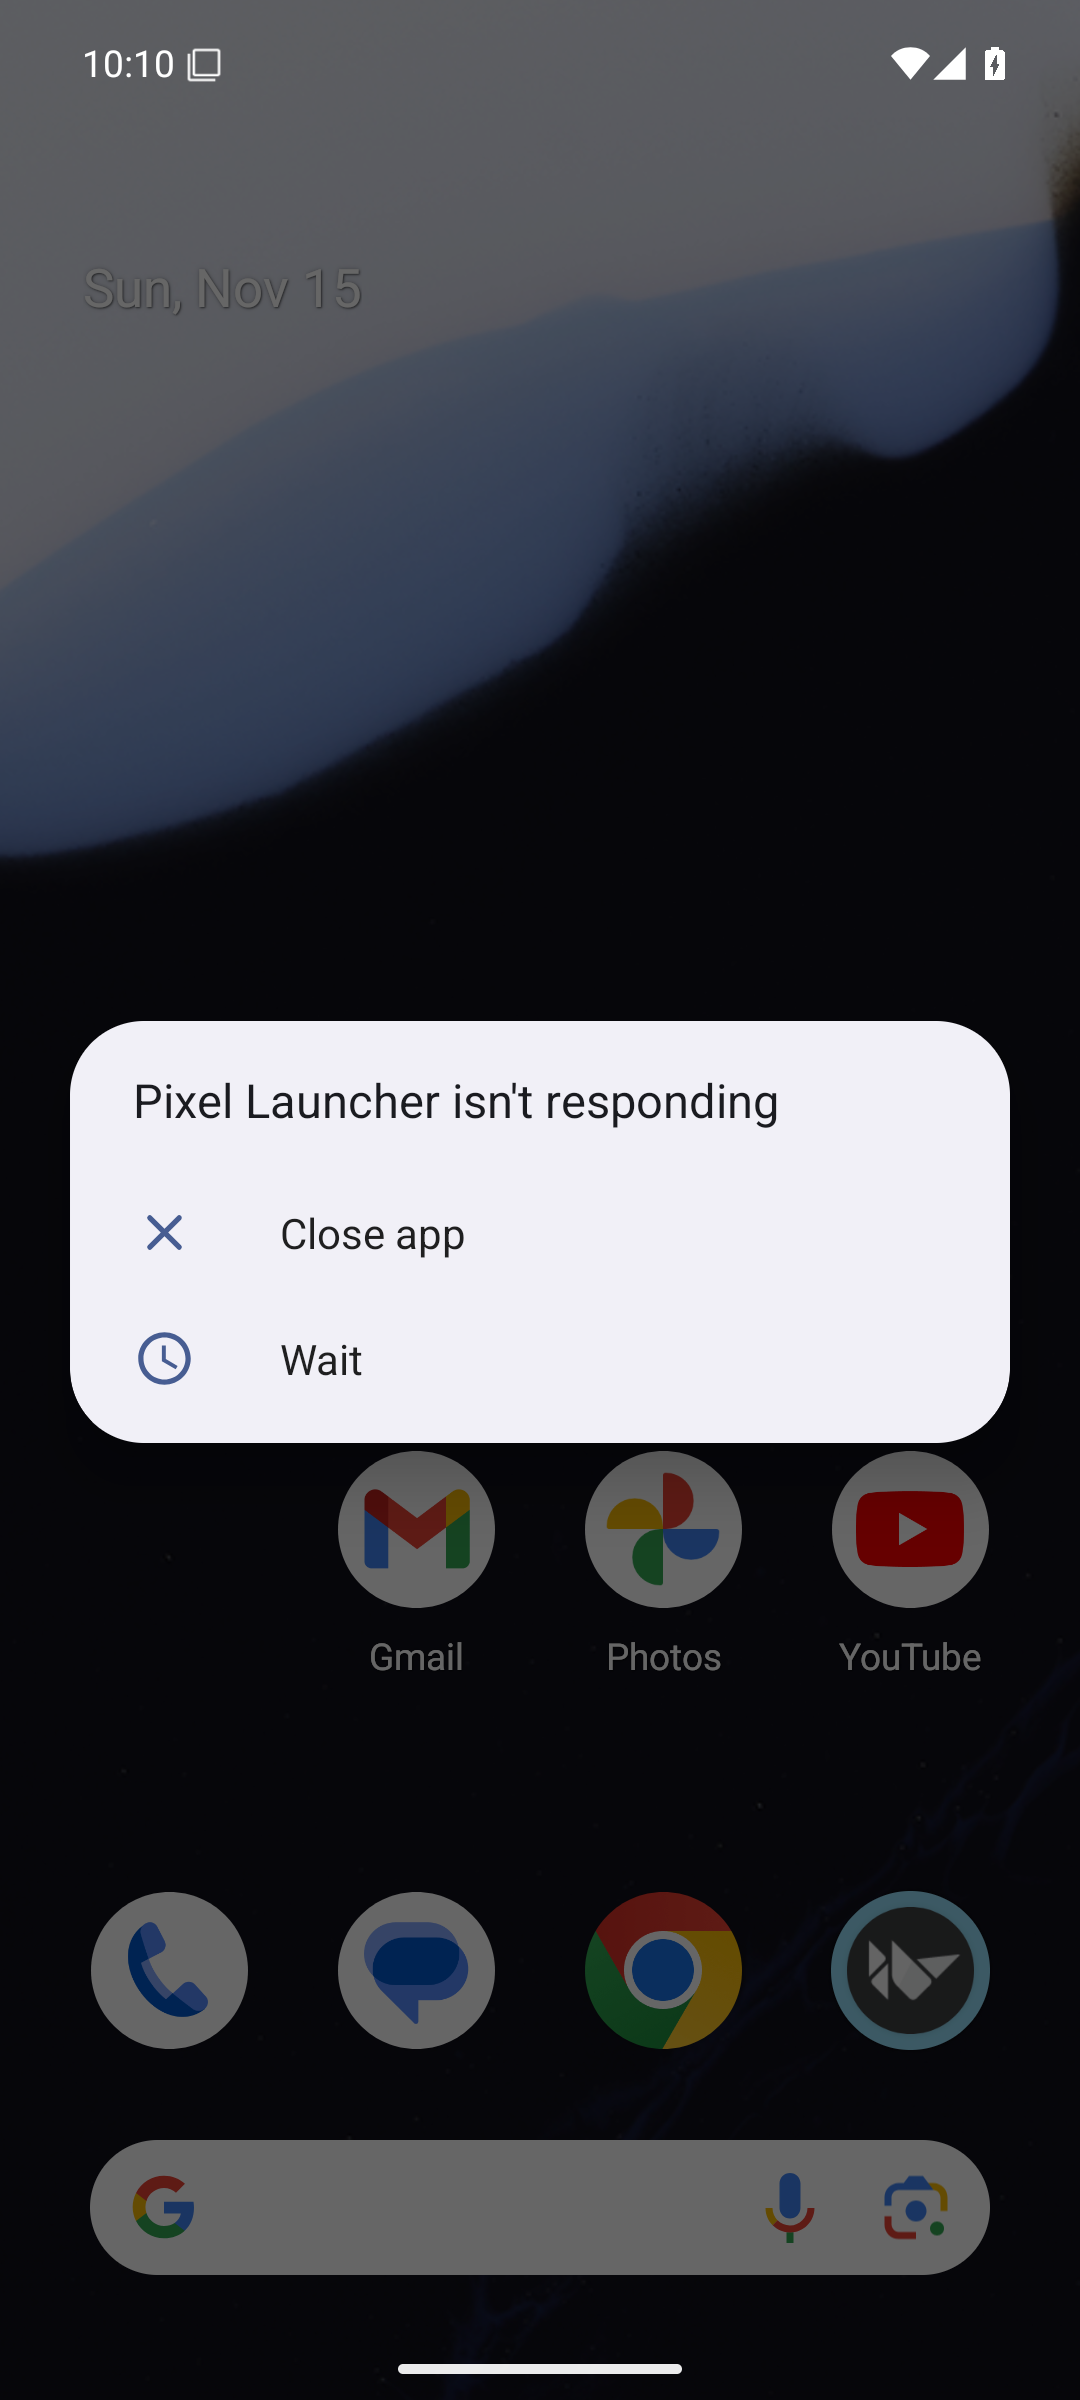 10:10
Sun, Nov 15
Pixel Launcher isn't responding
Close app
Wait
Gmail
Photos
YouTube